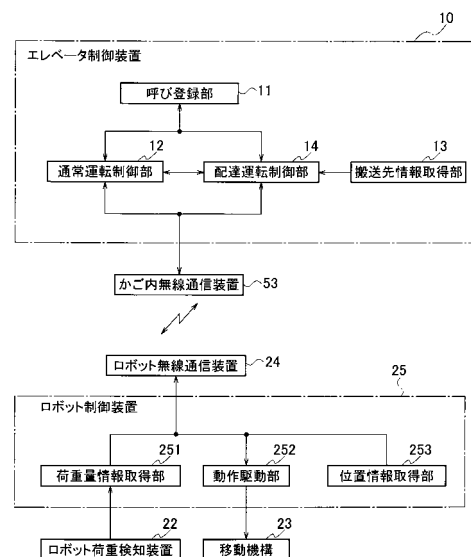 10
エレベータ制御装置
呼び登録部
11
12
14
13
通常運転制御部
配達運転制御部
搬送先情報取得部
かご内無線通信装置
53
ロボット無線通信装置
24
25
ロボット制御装置
251
252
253
荷重量情報取得部
動作駆動部
位置情報取得部
22
23
ロボット荷重検知装置
移動機構